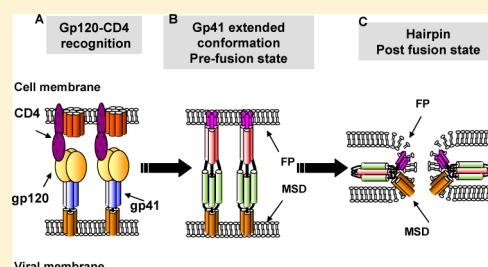 A
Gp120-CD4
recognition
B
Gp41 extended
conformation
Pre-fusion state
C
Hairpin
Post fusion state
Cell membrane
CD4
gp120
gp41
FP
MSD
FP
MSD
Viral membrane